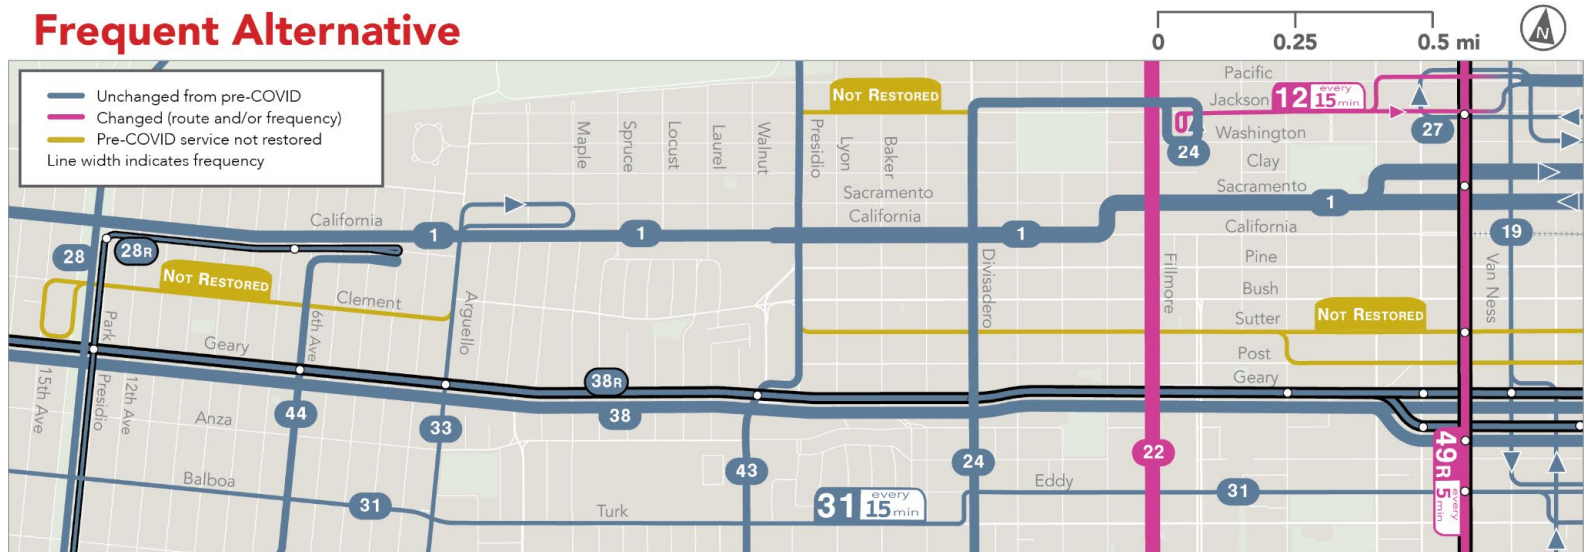 Frequent Alternative
0 0.25 0.5 mi
N
Unchanged from pre-COVID
Changed (route and/or frequency)
Pre-COVID service not restored
Line width indicates frequency
NOT RESTORED
Pacific
Jackson
12 every 15 min
27
Washington
24
Clay
Sacramento
1
California
19
Maple
Spruce
Locust
Laurel
Walnut
Presidio
Lyon
Baker
Sacramento
California
California
1
1
1
28
28R
NOT RESTORED
Clement
Arguello
Divisadero
Fillmore
Pine
Bush
Sutter
NOT RESTORED
Van Ness
Post
Geary
Park
Presidio
6th Ave
Geary
15th Ave
12th Ave
38R
38
44
33
Anza
22
49R every 5 min
43
24
Balboa
31
Turk
31 every 15 min
Eddy
31